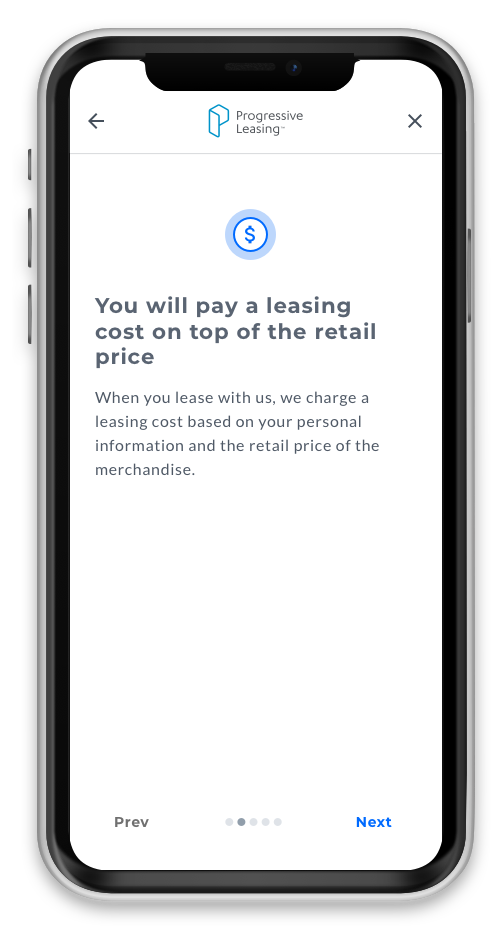 Progressive
Leasing™
$
You will pay a leasing
cost on top of the retail
price
When you lease with us, we charge a
leasing cost based on your personal
information and the retail price of the
merchandise.
Prev
Next